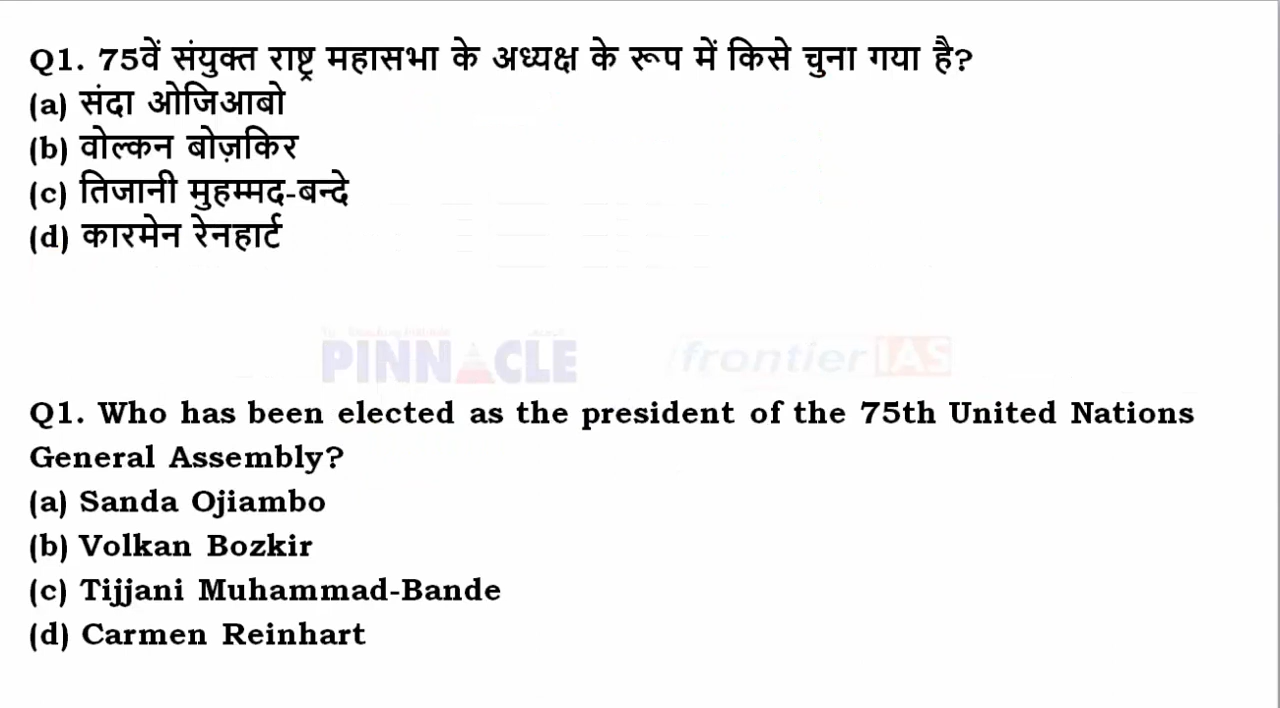 Q1. 75वें संयुक्त राष्ट्र महासभा के अध्यक्ष के रूप में किसे चुना गया है?
(a) संदा ओजिआबो
(b) वोल्कन बोज़किर
(c) तिजानी मुहम्मद-बन्दे
(d) कारमेन रेनहार्ट
PINNACLE frontier IAS
Q1. Who has been elected as the president of the 75th United Nations
General Assembly?
(a) Sanda Ojiambo
(b) Volkan Bozkir
(c) Tijjani Muhammad-Bande
(d) Carmen Reinhart